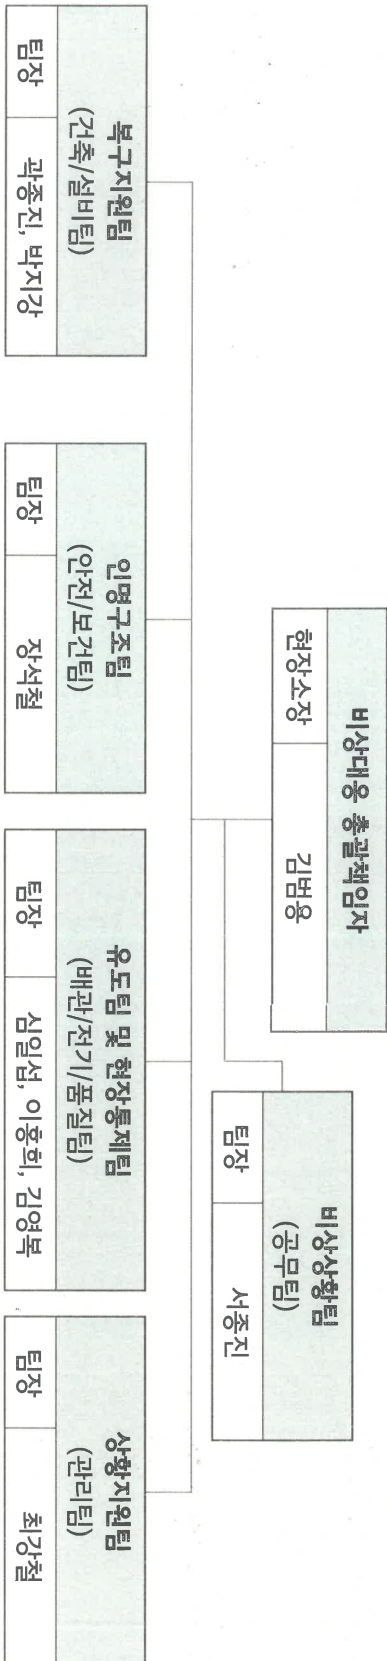 비상대응 총괄책임자
현장소장 김범용
비상상황팀
(공무팀)
팀장 서종진
복구지원팀
(건축/설비팀)
팀장 곽종진, 박지강
인명구조팀
(안전/보건팀)
팀장 장석철
유도팀 및 현장통제팀
(배관/전기/품질팀)
팀장 심일섭, 이홍희, 김영복
상황지원팀
(관리팀)
팀장 최강철